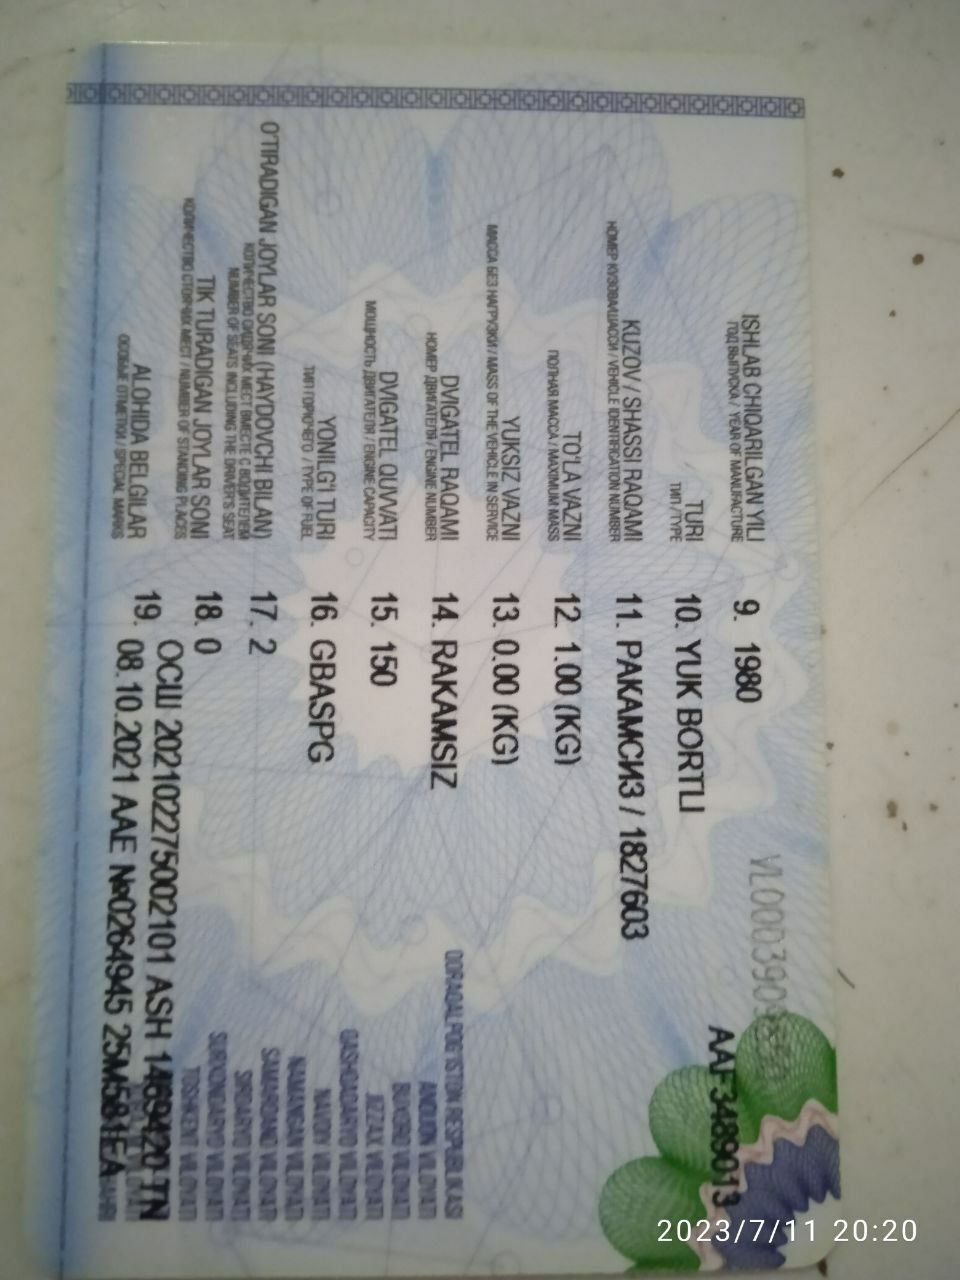 AAF3489013
ISHLAB CHIQARILGAN YILI 9. 1980
ГОД ВЫПУСКА / YEAR OF MANUFACTURE
TURI 10. YUK BORTLI
ТИП / TYPE
KUZOV / SHASSI RAQAMI 11. РАКАМСИЗ / 1827603
НОМЕР КУЗОВА/ШАССИ / VEHICLE IDENTIFICATION NUMBER
TO'LA VAZNI 12. 1.00 (KG)
ПОЛНАЯ МАССА / MAXIMUM MASS
YUKSIZ VAZNI 13. 0.00 (KG)
МАССА БЕЗ НАГРУЗКИ / MASS OF THE VEHICLE IN SERVICE
DVIGATEL RAQAMI 14. RAKAMSIZ
НОМЕР ДВИГАТЕЛЯ / ENGINE NUMBER
DVIGATEL QUVVATI 15. 150
МОЩНОСТЬ ДВИГАТЕЛЯ / ENGINE CAPACITY
YONILG'I TURI 16. GBASPG
ТИП ГОРЮЧЕГО / TYPE OF FUEL
O'TIRADIGAN JOYLAR SONI (HAYDOVCHI BILAN) 17. 2
КОЛИЧЕСТВО СИДЯЧИХ МЕСТ ВМЕСТЕ С ВОДИТЕЛЕМ
NUMBER OF SEATS INCLUDING THE DRIVER'S SEAT
TIK TURADIGAN JOYLAR SONI 18. 0
КОЛИЧЕСТВО СТОЯЧИХ МЕСТ / NUMBER OF STANDING PLACES
ОСШ 202102275002101 ASH 1469420 TN
ALOHIDA BELGILAR 19. 08.10.2021 AAE №0264945 25M581EA
ОСОБЫЕ ОТМЕТКИ / SPECIAL MARKS
QORAQALPOG'ISTON RESPUBLIKASI
ANDIJON VILOYATI
BUXORO VILOYATI
JIZZAX VILOYATI
QASHQADARYO VILOYATI
NAVOIY VILOYATI
NAMANGAN VILOYATI
SAMARQAND VILOYATI
SIRDARYO VILOYATI
SURXONDARYO VILOYATI
TOSHKENT VILOYATI
2023/7/11 20:20